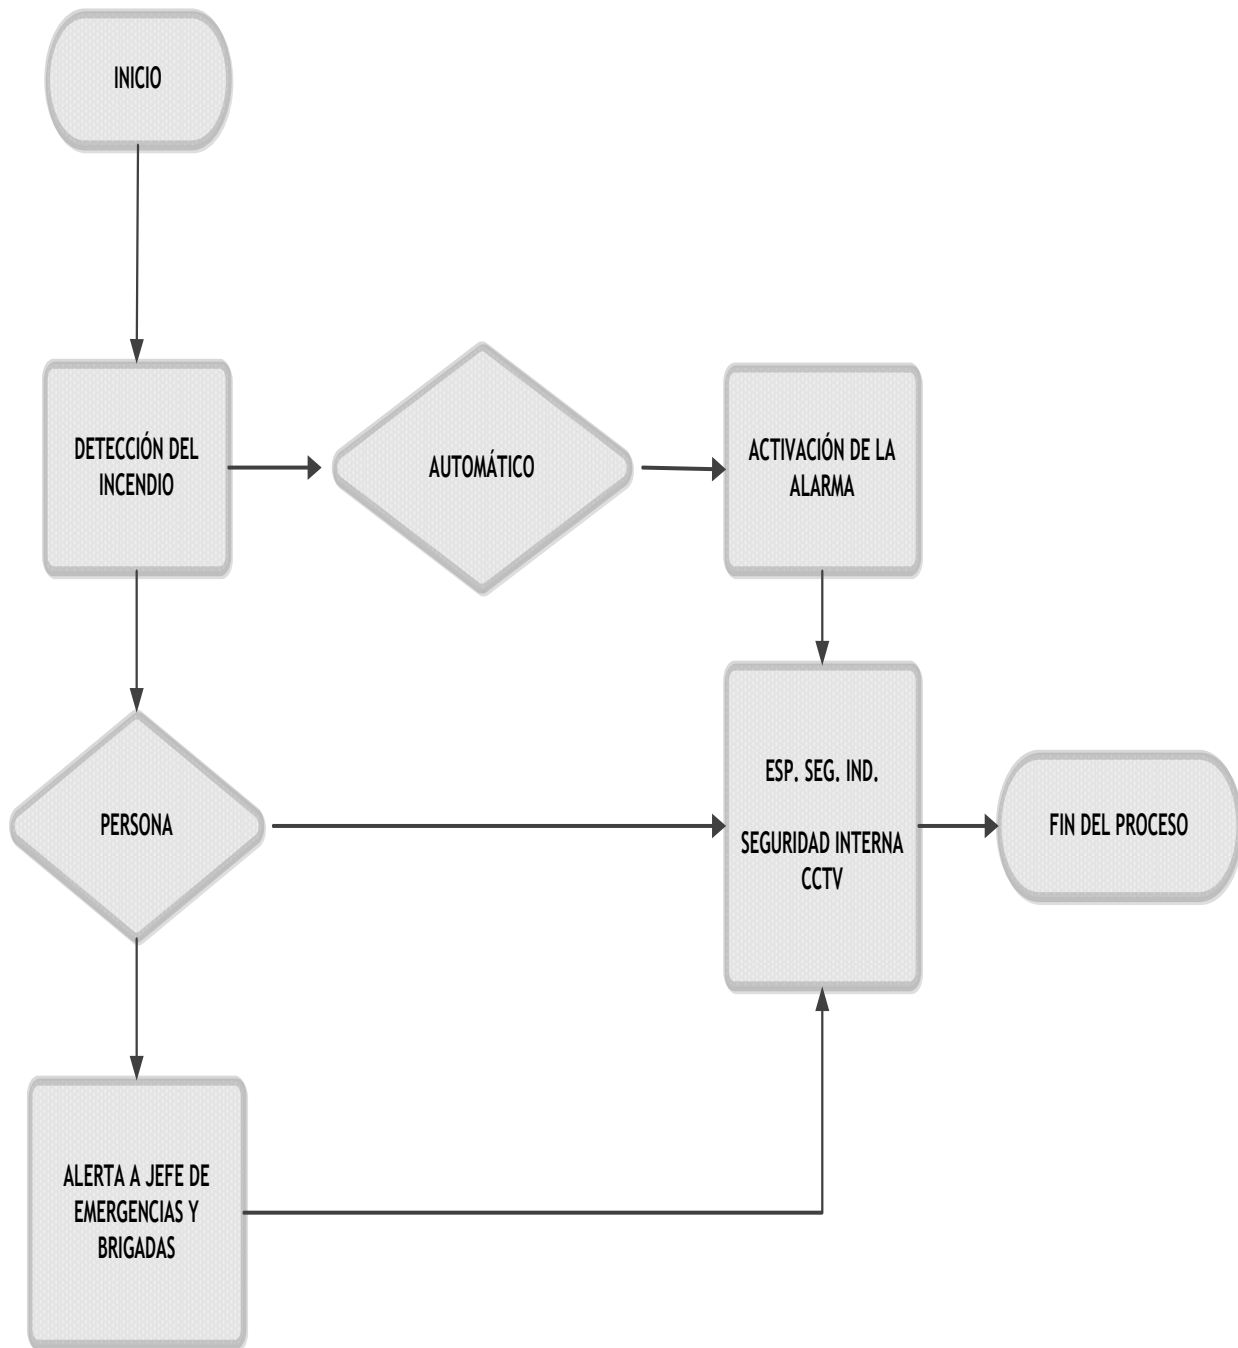 INICIO
DETECCIÓN DEL
INCENDIO
AUTOMÁTICO
ACTIVACIÓN DE LA
ALARMA
PERSONA
ESP. SEG. IND.
SEGURIDAD INTERNA
CCTV
FIN DEL PROCESO
ALERTA A JEFE DE
EMERGENCIAS Y
BRIGADAS